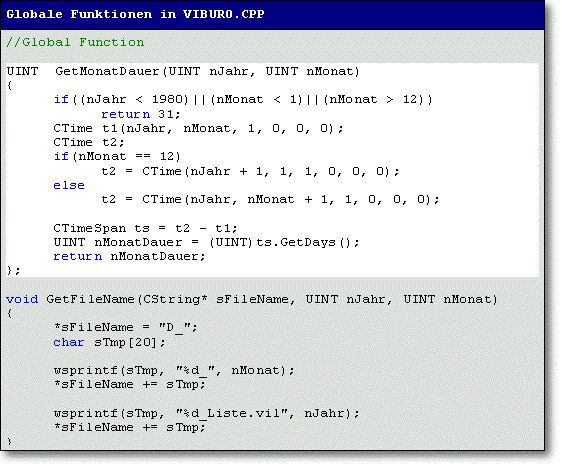 Globale Funktionen in VIBURO.CPP
//Global Function
UINT  GetMonatDauer(UINT nJahr, UINT nMonat)
{
      if((nJahr < 1980)||(nMonat < 1)||(nMonat > 12))
            return 31;
      CTime t1(nJahr, nMonat, 1, 0, 0, 0);
      CTime t2;
      if(nMonat == 12)
            t2 = CTime(nJahr + 1, 1, 1, 0, 0, 0);
      else
            t2 = CTime(nJahr, nMonat + 1, 1, 0, 0, 0);
      CTimeSpan ts = t2 - t1;
      UINT nMonatDauer = (UINT)ts.GetDays();
      return nMonatDauer;
};
void GetFileName(CString* sFileName, UINT nJahr, UINT nMonat)
{
      *sFileName = "D_";
      char sTmp[20];
      wsprintf(sTmp, "%d_", nMonat);
      *sFileName += sTmp;
      wsprintf(sTmp, "%d_Liste.vil", nJahr);
      *sFileName += sTmp;
}